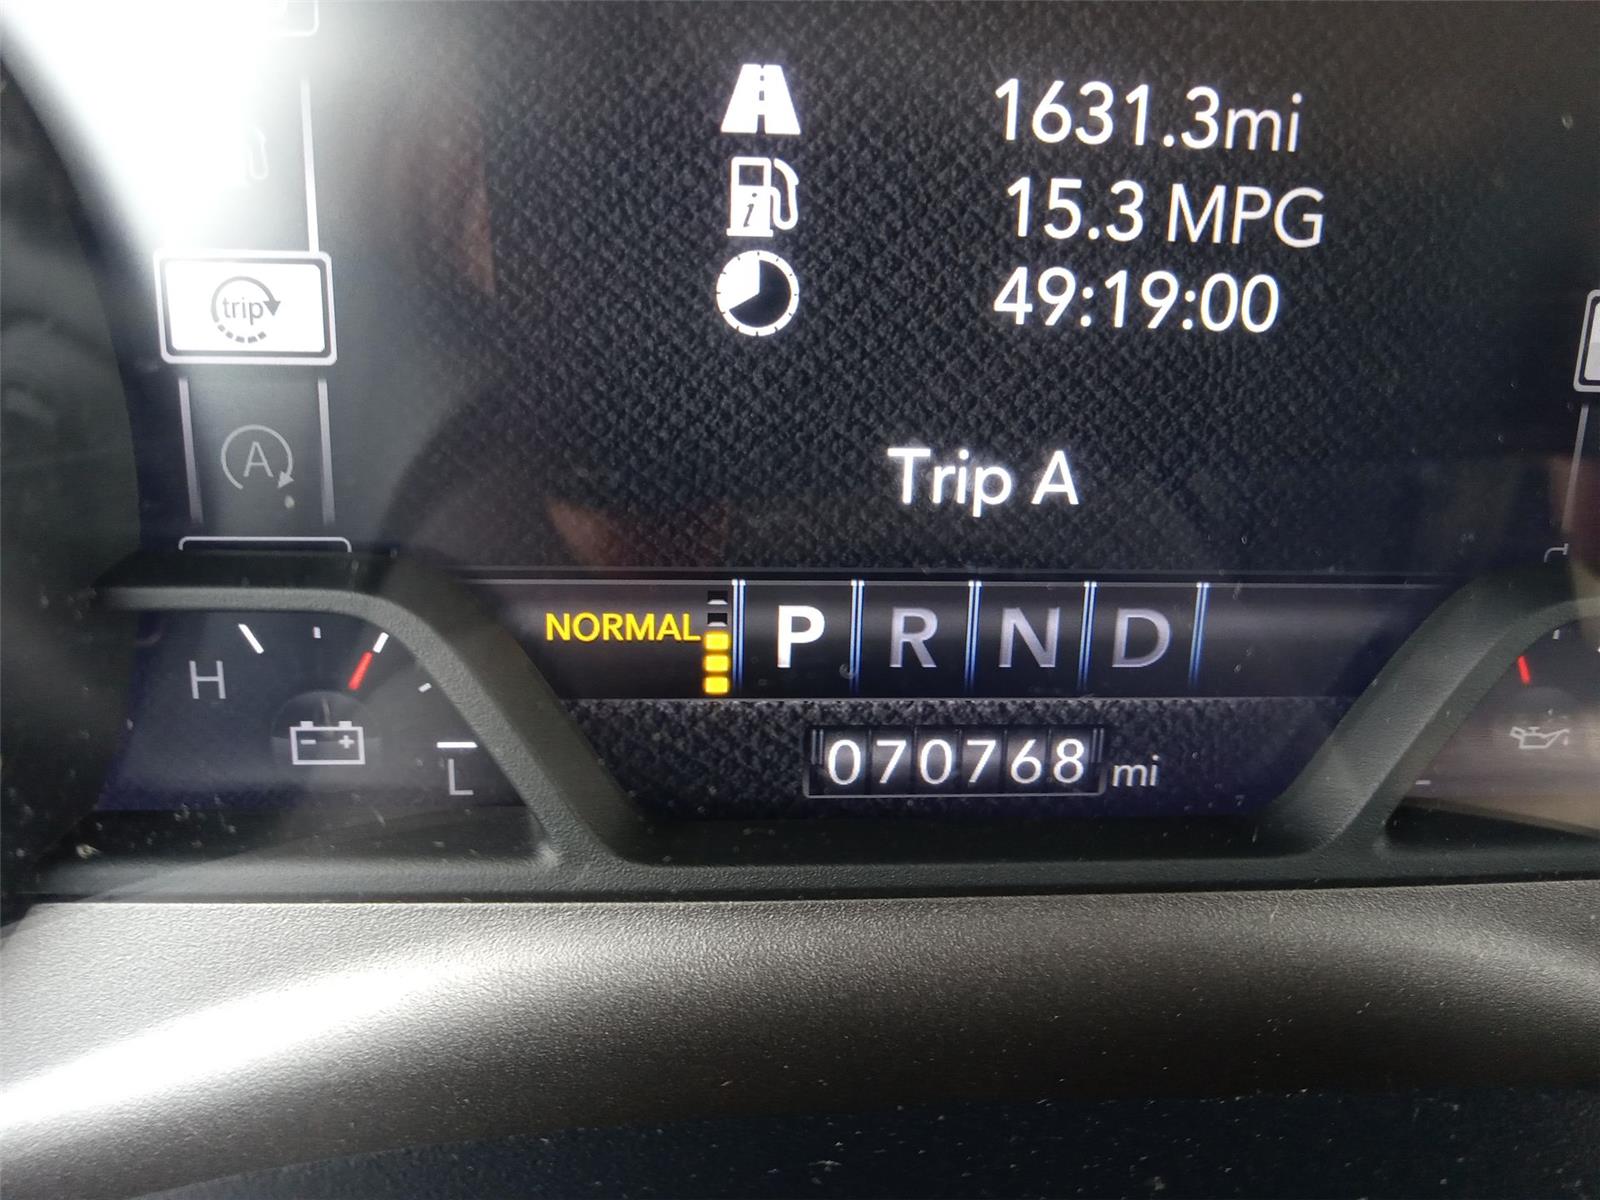 1631.3mi
i 15.3 MPG
49:19:00
trip
A
Trip A
NORMAL P R N D
H
L
070768 mi